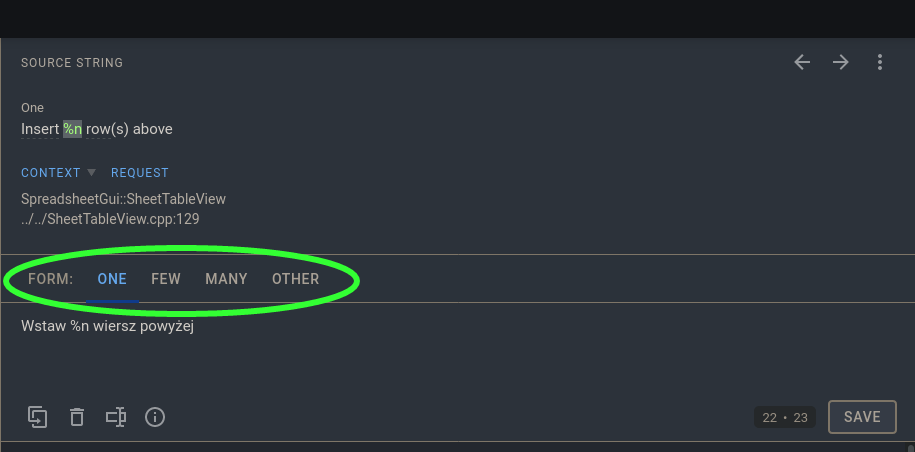 SOURCE STRING
One
Insert %n row(s) above
CONTEXT REQUEST
SpreadsheetGui::SheetTableView
../../SheetTableView.cpp:129
FORM: ONE FEW MANY OTHER
Wstaw %n wiersz powyżej
22 • 23 SAVE